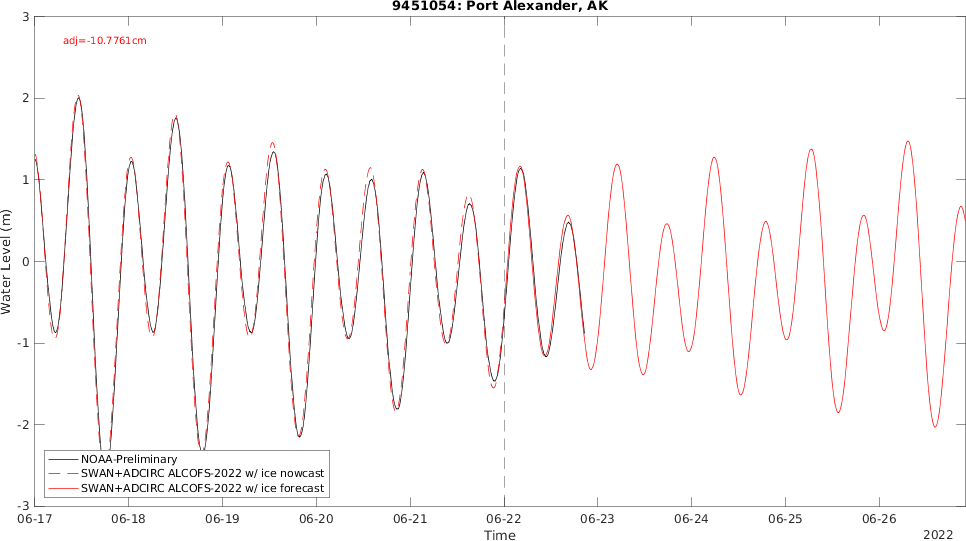 9451054: Port Alexander, AK
adj=-10.7761cm
3
2
1
0
-1
-2
-3
Water Level (m)
NOAA-Preliminary
SWAN+ADCIRC ALCOFS-2022 w/ ice nowcast
SWAN+ADCIRC ALCOFS-2022 w/ ice forecast
06-17 06-18 06-19 06-20 06-21 06-22 06-23 06-24 06-25 06-26
Time
2022